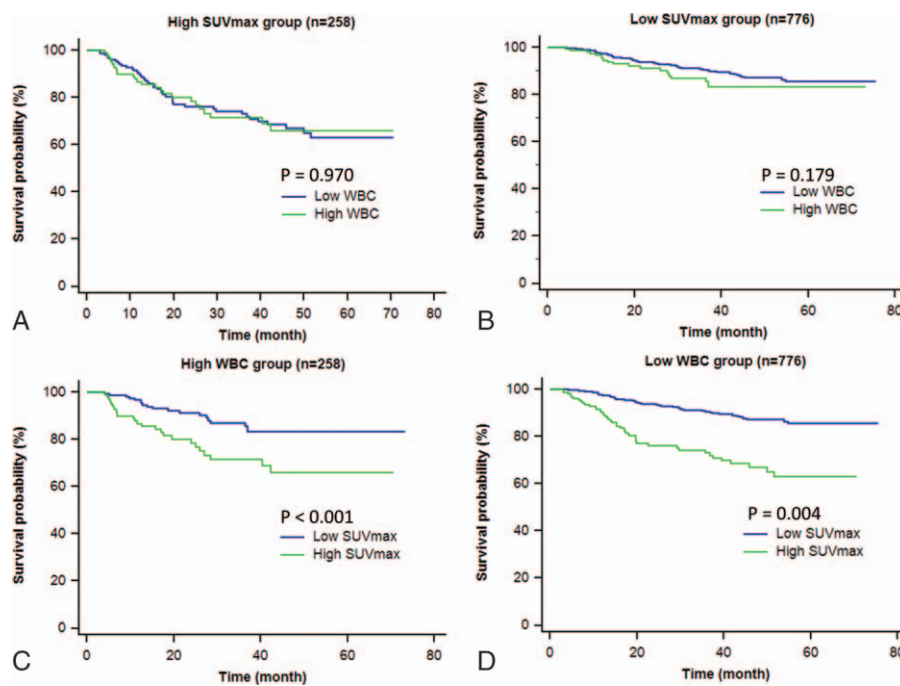 High SUVmax group (n=258)
Survival probability (%)
100
80
60
40
20
0
P = 0.970
Low WBC
High WBC
0 10 20 30 40 50 60 70 80
Time (month)
A
Low SUVmax group (n=776)
Survival probability (%)
100
80
60
40
20
0
P = 0.179
Low WBC
High WBC
0 20 40 60 80
Time (month)
B
High WBC group (n=258)
Survival probability (%)
100
80
60
40
20
0
P < 0.001
Low SUVmax
High SUVmax
0 20 40 60 80
Time (month)
C
Low WBC group (n=776)
Survival probability (%)
100
80
60
40
20
0
P = 0.004
Low SUVmax
High SUVmax
0 20 40 60 80
Time (month)
D